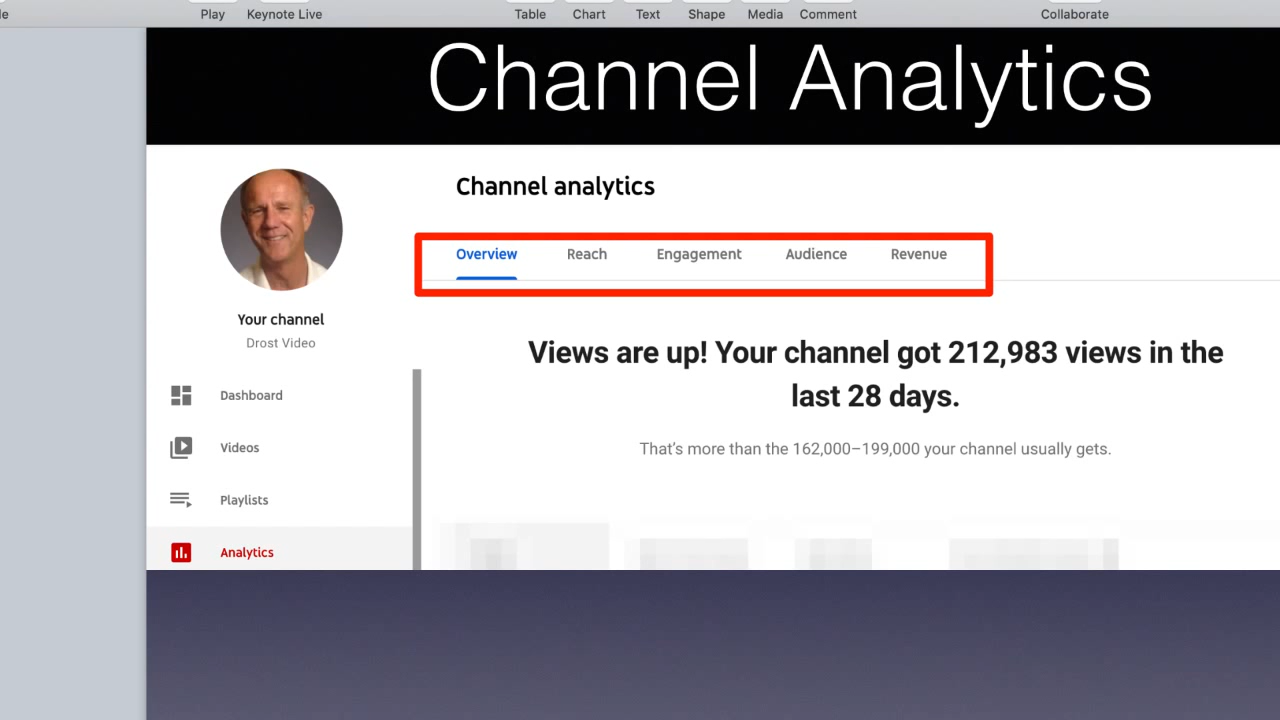 Play Keynote Live Table Chart Text Shape Media Comment Collaborate
Channel Analytics
Channel analytics
Overview Reach Engagement Audience Revenue
Your channel
Drost Video
Views are up! Your channel got 212,983 views in the
last 28 days.
That's more than the 162,000–199,000 your channel usually gets.
Dashboard
Videos
Playlists
Analytics